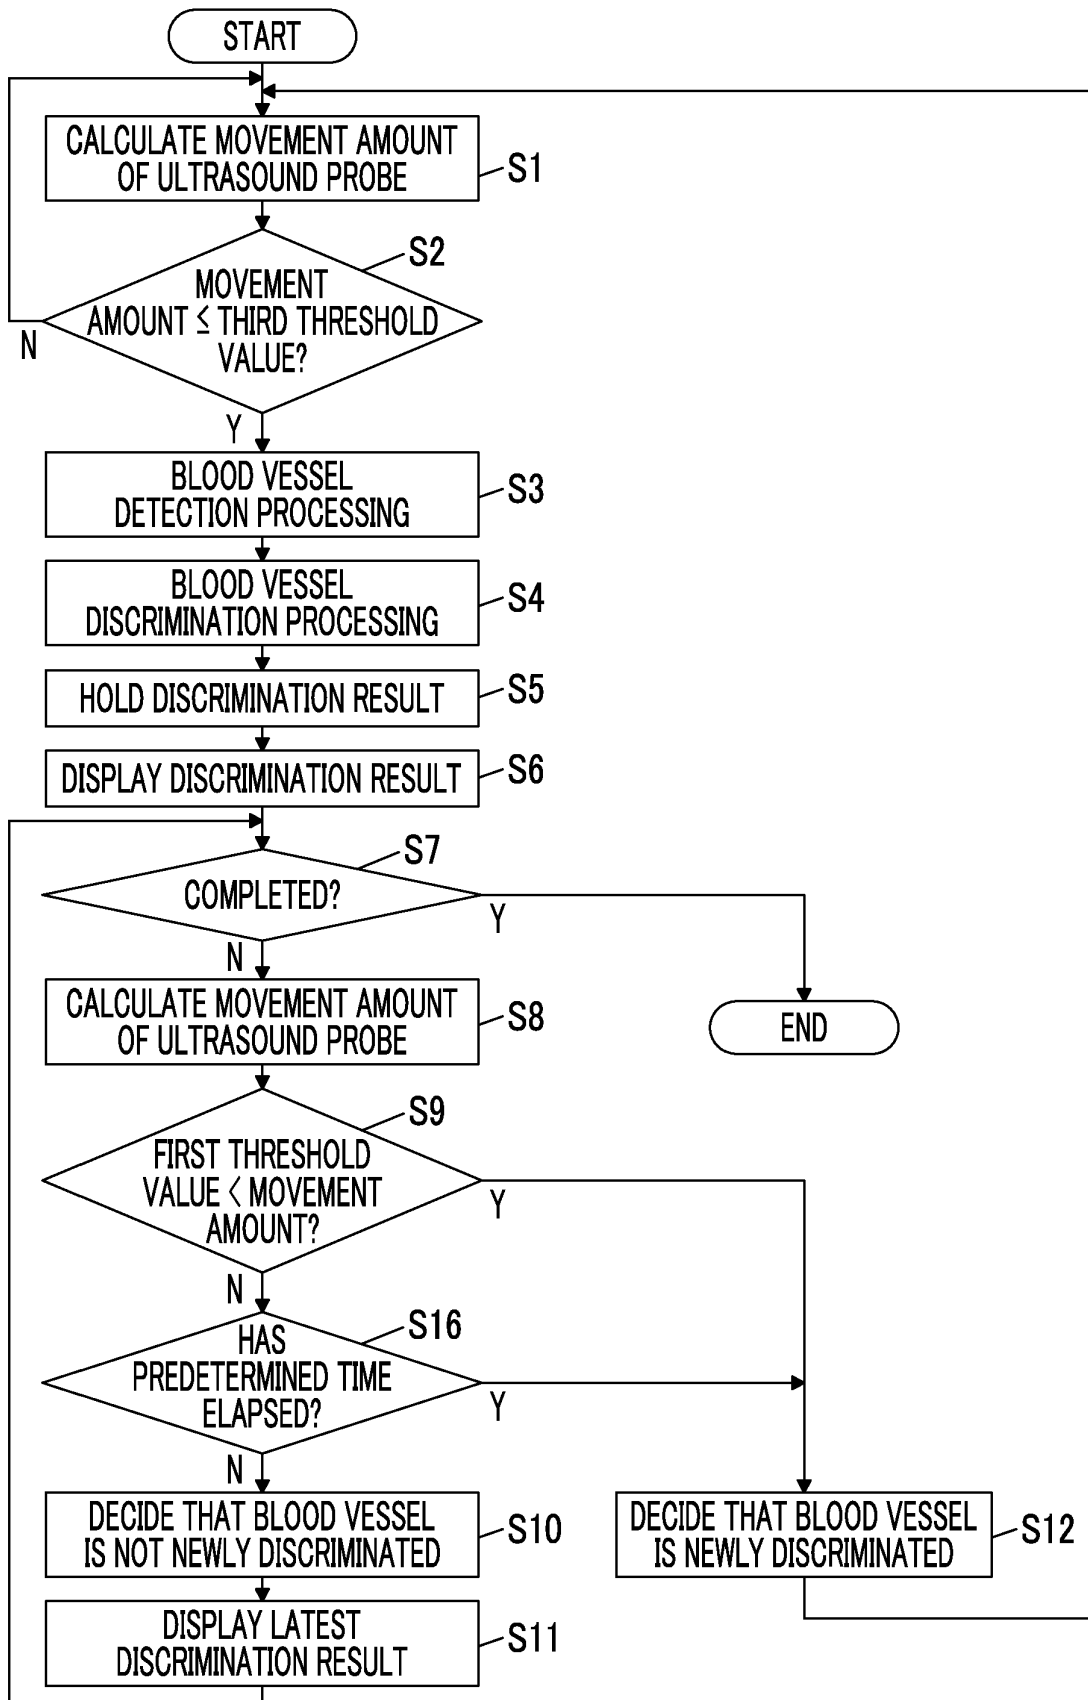 START
CALCULATE MOVEMENT AMOUNT
OF ULTRASOUND PROBE
S1
S2
MOVEMENT
AMOUNT ≦ THIRD THRESHOLD
VALUE?
N
Y
BLOOD VESSEL
DETECTION PROCESSING
S3
BLOOD VESSEL
DISCRIMINATION PROCESSING
S4
HOLD DISCRIMINATION RESULT
S5
DISPLAY DISCRIMINATION RESULT
S6
S7
COMPLETED?
Y
N
CALCULATE MOVEMENT AMOUNT
OF ULTRASOUND PROBE
S8
END
S9
FIRST THRESHOLD
VALUE < MOVEMENT
AMOUNT?
Y
N
S16
HAS
PREDETERMINED TIME
ELAPSED?
Y
N
DECIDE THAT BLOOD VESSEL
IS NOT NEWLY DISCRIMINATED
S10
DECIDE THAT BLOOD VESSEL
IS NEWLY DISCRIMINATED
S12
DISPLAY LATEST
DISCRIMINATION RESULT
S11